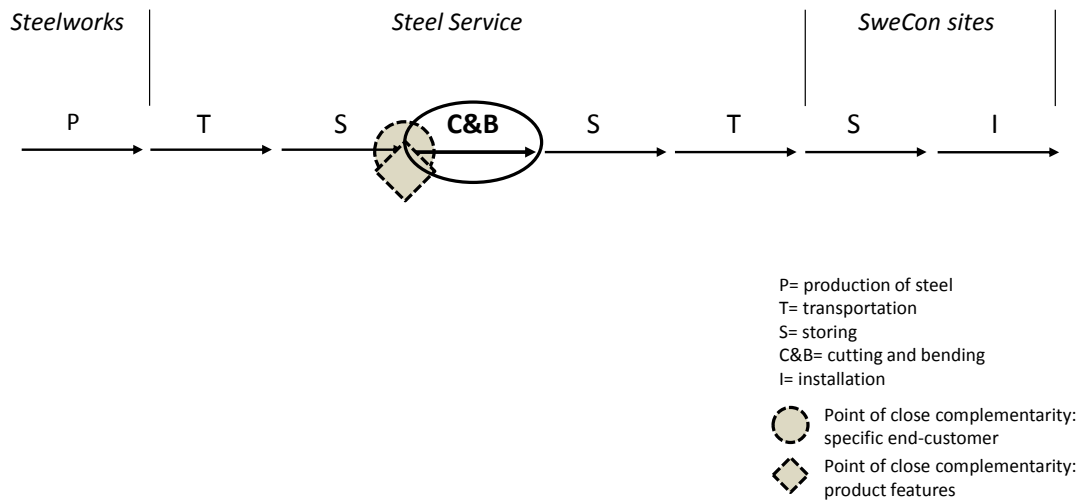 Steelworks Steel Service SweCon sites
P T S C&B S T S I
P= production of steel
T= transportation
S= storing
C&B= cutting and bending
I= installation
Point of close complementarity:
specific end-customer
Point of close complementarity:
product features